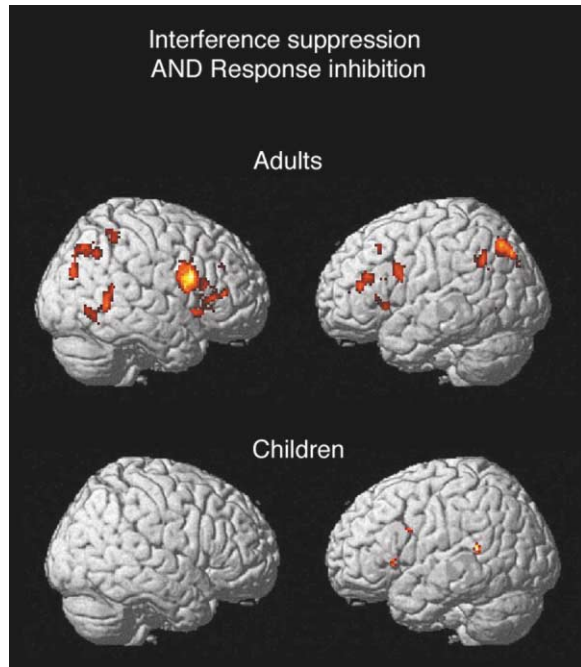 Interference suppression
AND Response inhibition
Adults
Children